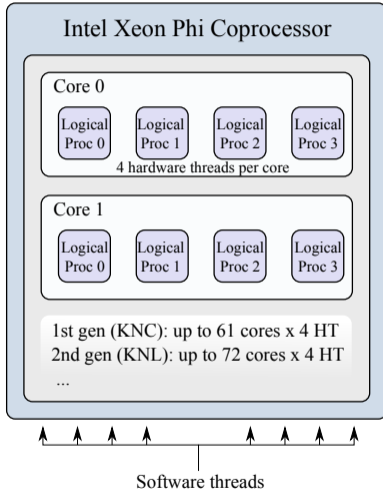 Intel Xeon Phi Coprocessor
Core 0
Logical Logical Logical Logical
Proc 0 Proc 1 Proc 2 Proc 3
4 hardware threads per core
Core 1
Logical Logical Logical Logical
Proc 0 Proc 1 Proc 2 Proc 3
1st gen (KNC): up to 61 cores x 4 HT
2nd gen (KNL): up to 72 cores x 4 HT
...
Software threads